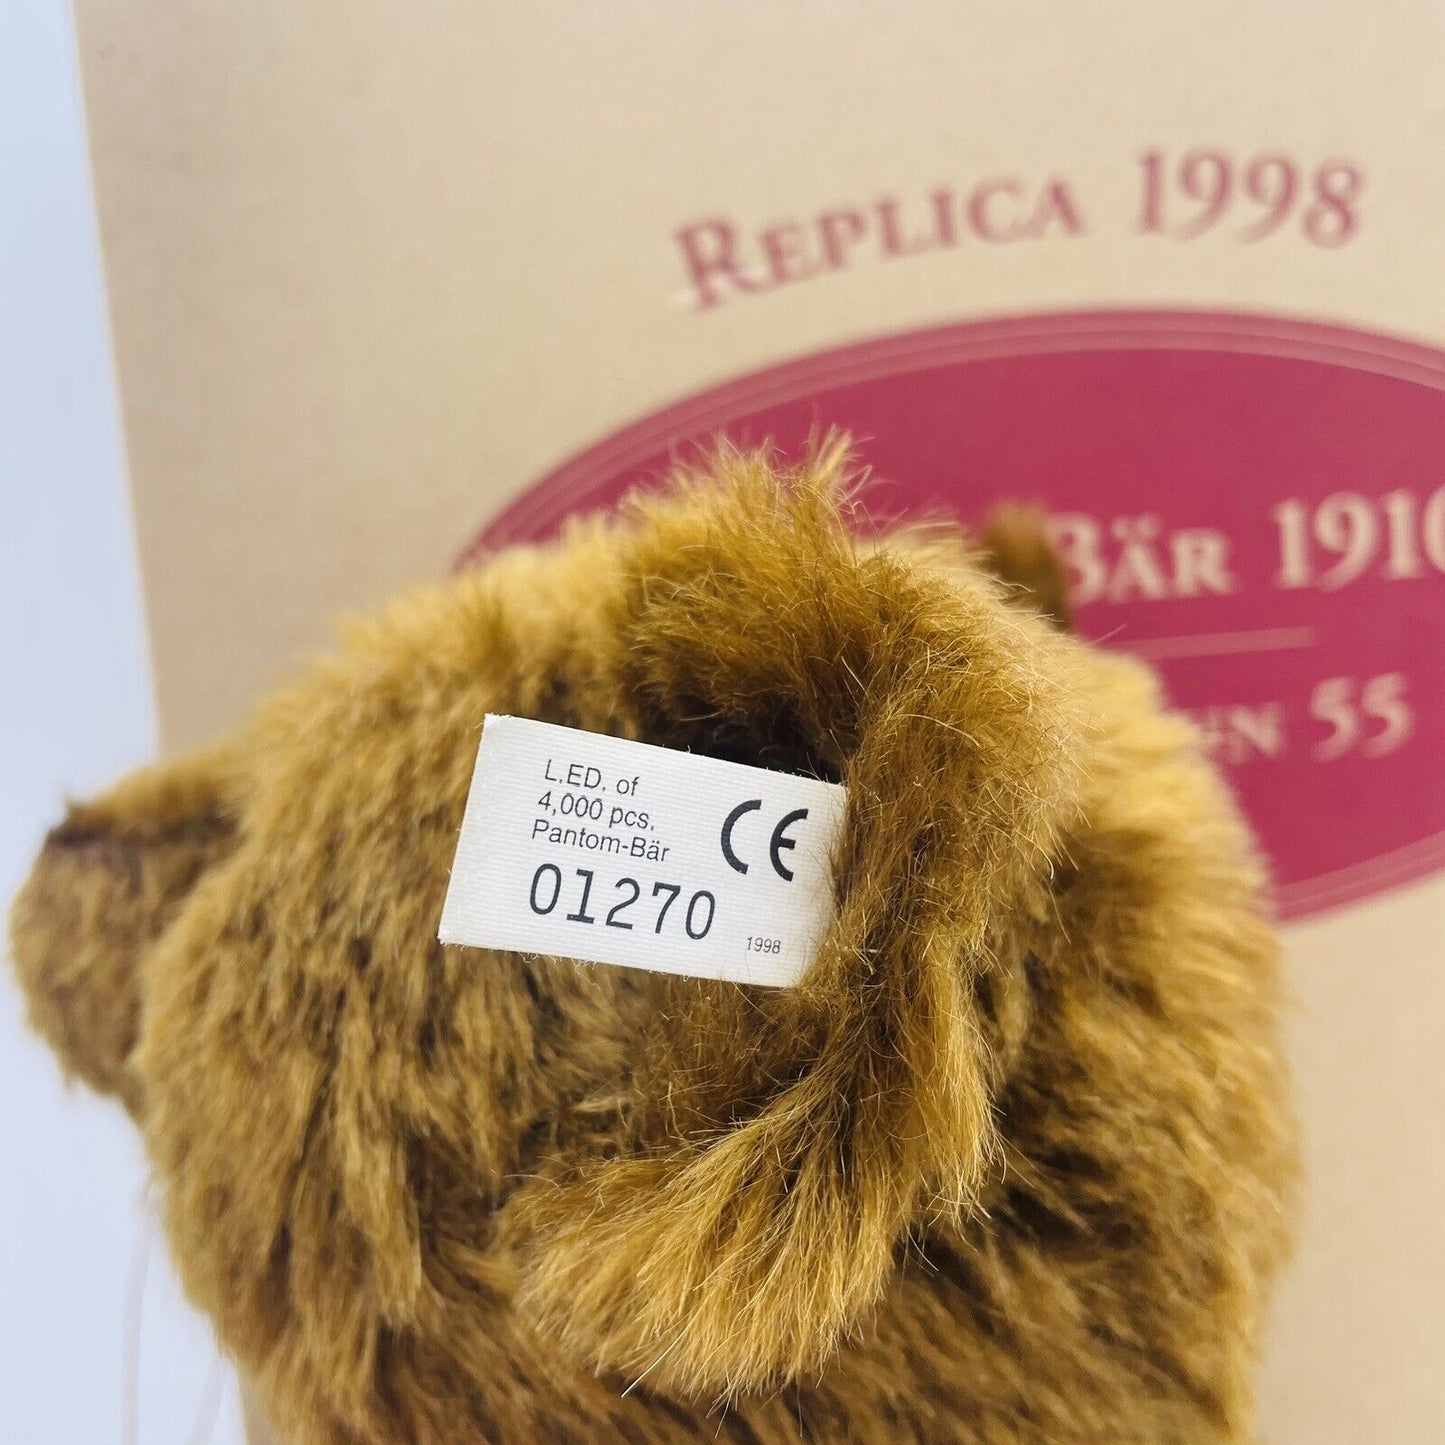 REPLICA 1998
BÄR 1910
55
L.ED. of
4,000 pcs.
Pantom-Bär
CE
01270
1998